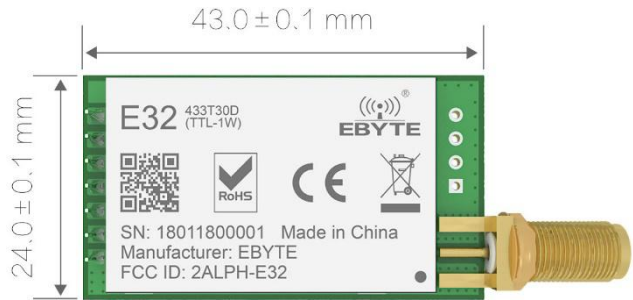 43.0±0.1 mm
24.0±0.1 mm
E32 433T30D
(TTL-1W)
EBYTE ®
RoHS
CE
SN: 18011800001 Made in China
Manufacturer: EBYTE
FCC ID: 2ALPH-E32